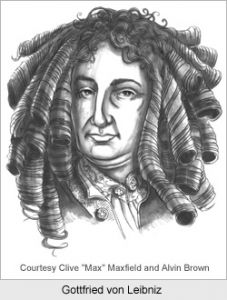 Courtesy Clive "Max" Maxfield and Alvin Brown
Gottfried von Leibniz